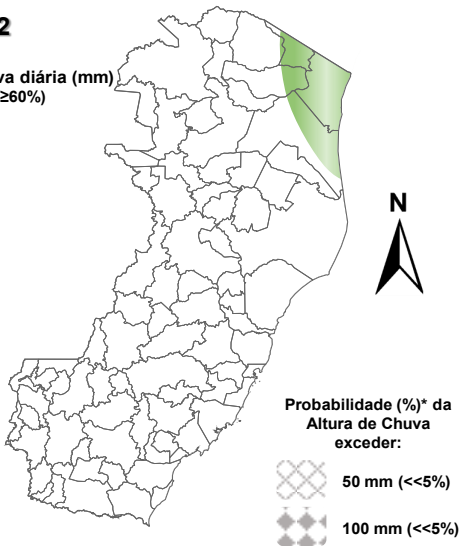 2
va diária (mm)
≥60%)
N
Probabilidade (%)* da
Altura de Chuva
exceder:
50 mm (<<5%)
100 mm (<<5%)